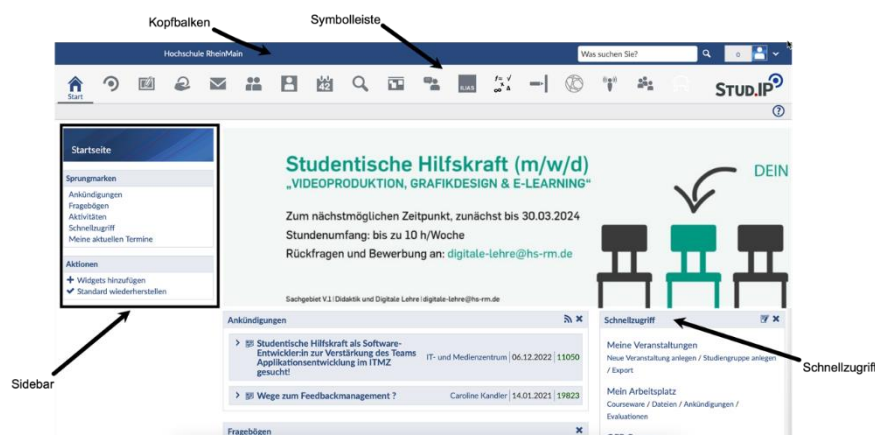 Kopfbalken
Symbolleiste
Hochschule RheinMain
Was suchen Sie?
0
Start
42
ILIAS
STUD.IP
Startseite
Sprungmarken
Ankündigungen
Fragebögen
Aktivitäten
Schnellzugriff
Meine aktuellen Termine
Aktionen
Widgets hinzufügen
Standard wiederherstellen
Sidebar
Studentische Hilfskraft (m/w/d)
„VIDEOPRODUKTION, GRAFIKDESIGN & E-LEARNING“
Zum nächstmöglichen Zeitpunkt, zunächst bis 30.03.2024
Stundenumfang: bis zu 10 h/Woche
Rückfragen und Bewerbung an: digitale-lehre@hs-rm.de
Sachgebiet V.1 | Didaktik und Digitale Lehre | digitale-lehre@hs-rm.de
DEIN
Ankündigungen
Studentische Hilfskraft als Software-
Entwickler:in zur Verstärkung des Teams
Applikationsentwicklung im ITMZ
gesucht!
IT- und Medienzentrum 06.12.2022 11050
Wege zum Feedbackmanagement ?
Caroline Kandler 14.01.2021 19823
Fragebögen
Schnellzugriff
Meine Veranstaltungen
Neue Veranstaltung anlegen / Studiengruppe anlegen
/ Export
Mein Arbeitsplatz
Courseware / Dateien / Ankündigungen /
Evaluationen
Schnellzugriff